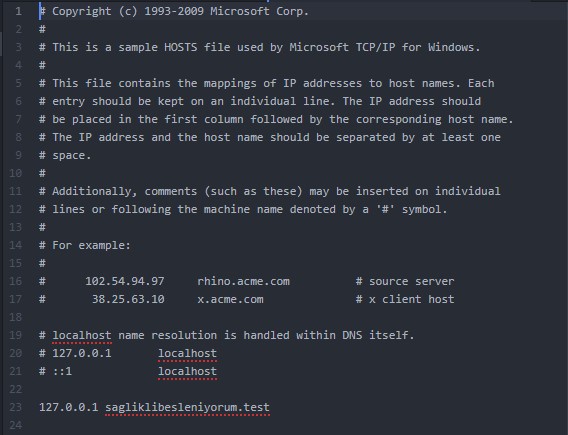 1 # Copyright (c) 1993-2009 Microsoft Corp.
2 #
3 # This is a sample HOSTS file used by Microsoft TCP/IP for Windows.
4 #
5 # This file contains the mappings of IP addresses to host names. Each
6 # entry should be kept on an individual line. The IP address should
7 # be placed in the first column followed by the corresponding host name.
8 # The IP address and the host name should be separated by at least one
9 # space.
10 #
11 # Additionally, comments (such as these) may be inserted on individual
12 # lines or following the machine name denoted by a '#' symbol.
13 #
14 # For example:
15 #
16 #      102.54.94.97     rhino.acme.com          # source server
17 #       38.25.63.10     x.acme.com              # x client host
18
19 # localhost name resolution is handled within DNS itself.
20 # 127.0.0.1       localhost
21 # ::1             localhost
22
23 127.0.0.1 sagliklibesleniyorum.test
24